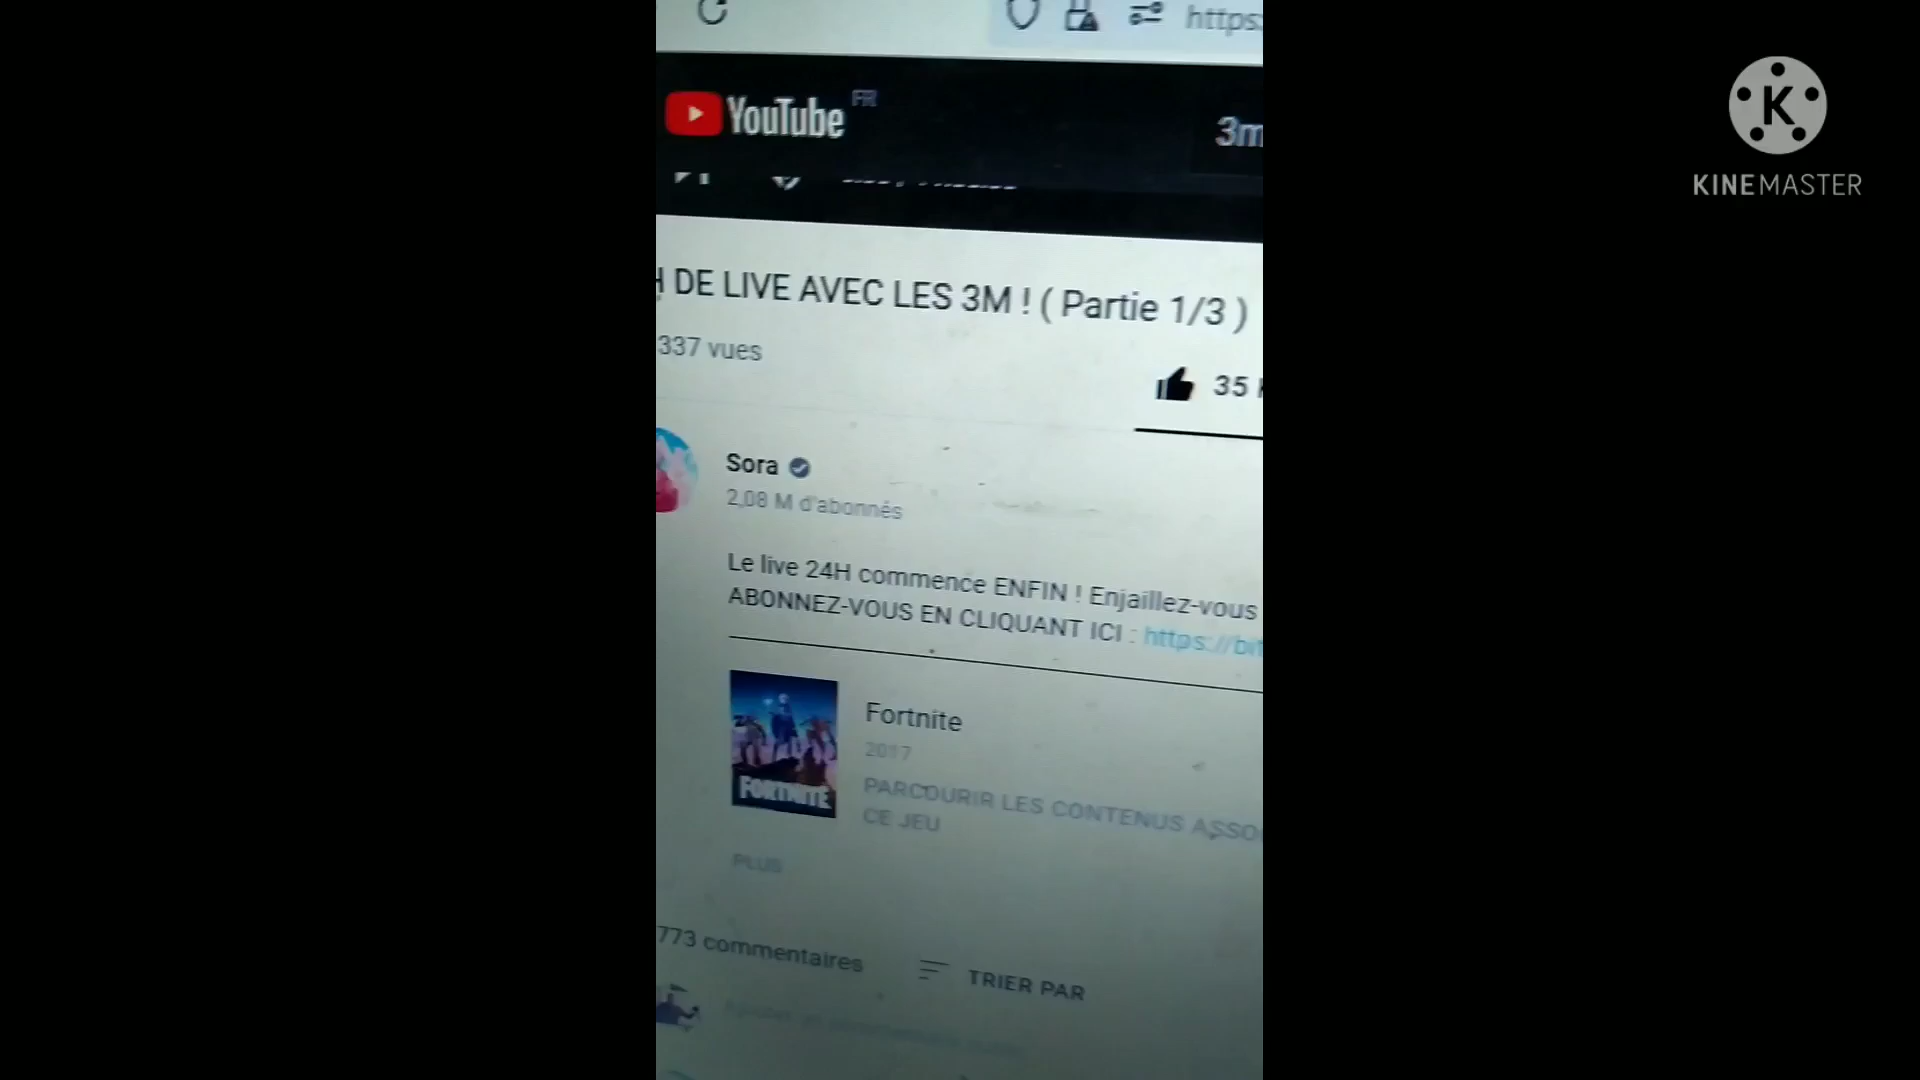 https:
YouTube FR
3m
K
KINEMASTER
H DE LIVE AVEC LES 3M ! ( Partie 1/3 )
337 vues
35 K
Sora
2,08 M d'abonnés
Le live 24H commence ENFIN ! Enjaillez-vous
ABONNEZ-VOUS EN CLIQUANT ICI : https://bit
FORTNITE
Fortnite
2017
PARCOURIR LES CONTENUS ASSO
CE JEU
PLUS
773 commentaires
TRIER PAR